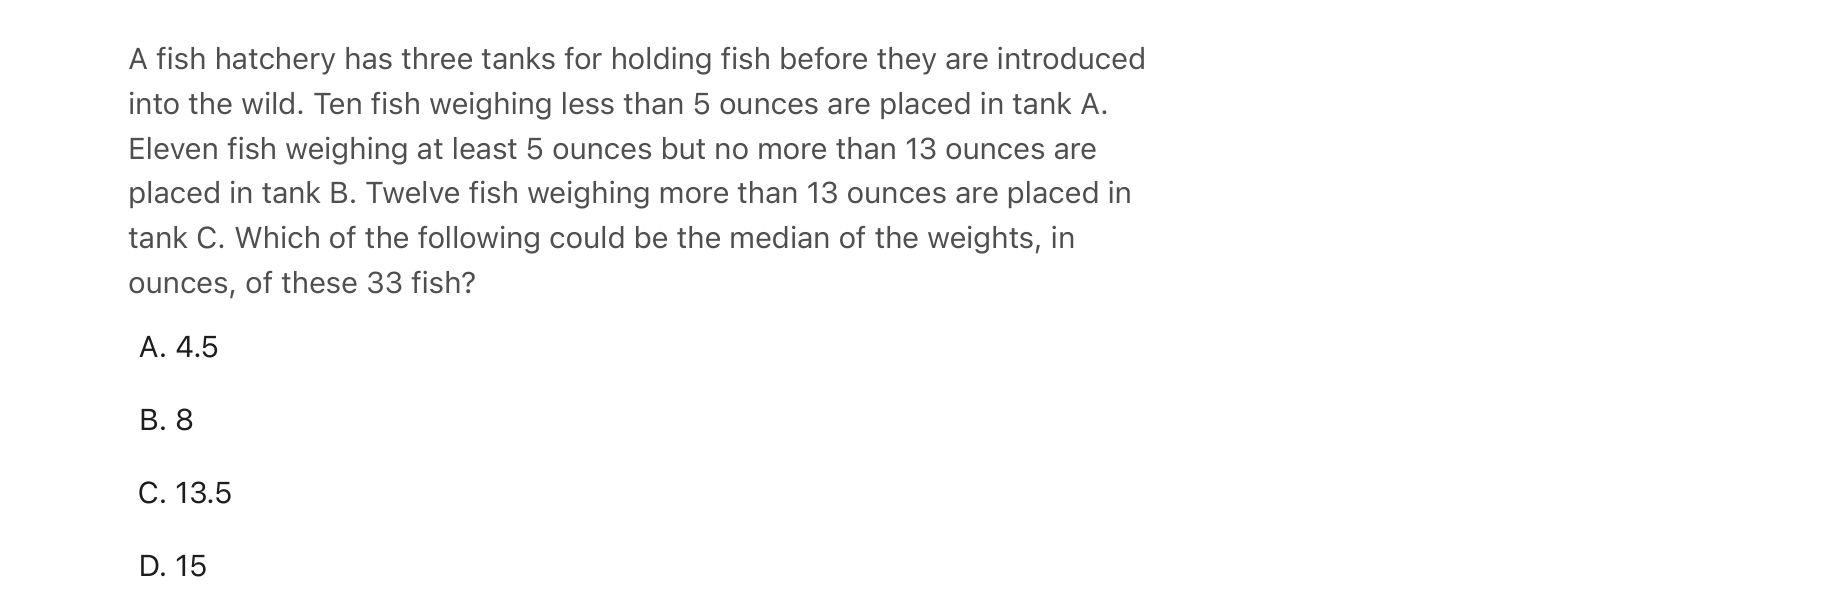 A fish hatchery has three tanks for holding fish before they are introduced
into the wild. Ten fish weighing less than 5 ounces are placed in tank A.
Eleven fish weighing at least 5 ounces but no more than 13 ounces are
placed in tank B. Twelve fish weighing more than 13 ounces are placed in
tank C. Which of the following could be the median of the weights, in
ounces, of these 33 fish?
A. 4.5
B. 8
C. 13.5
D. 15